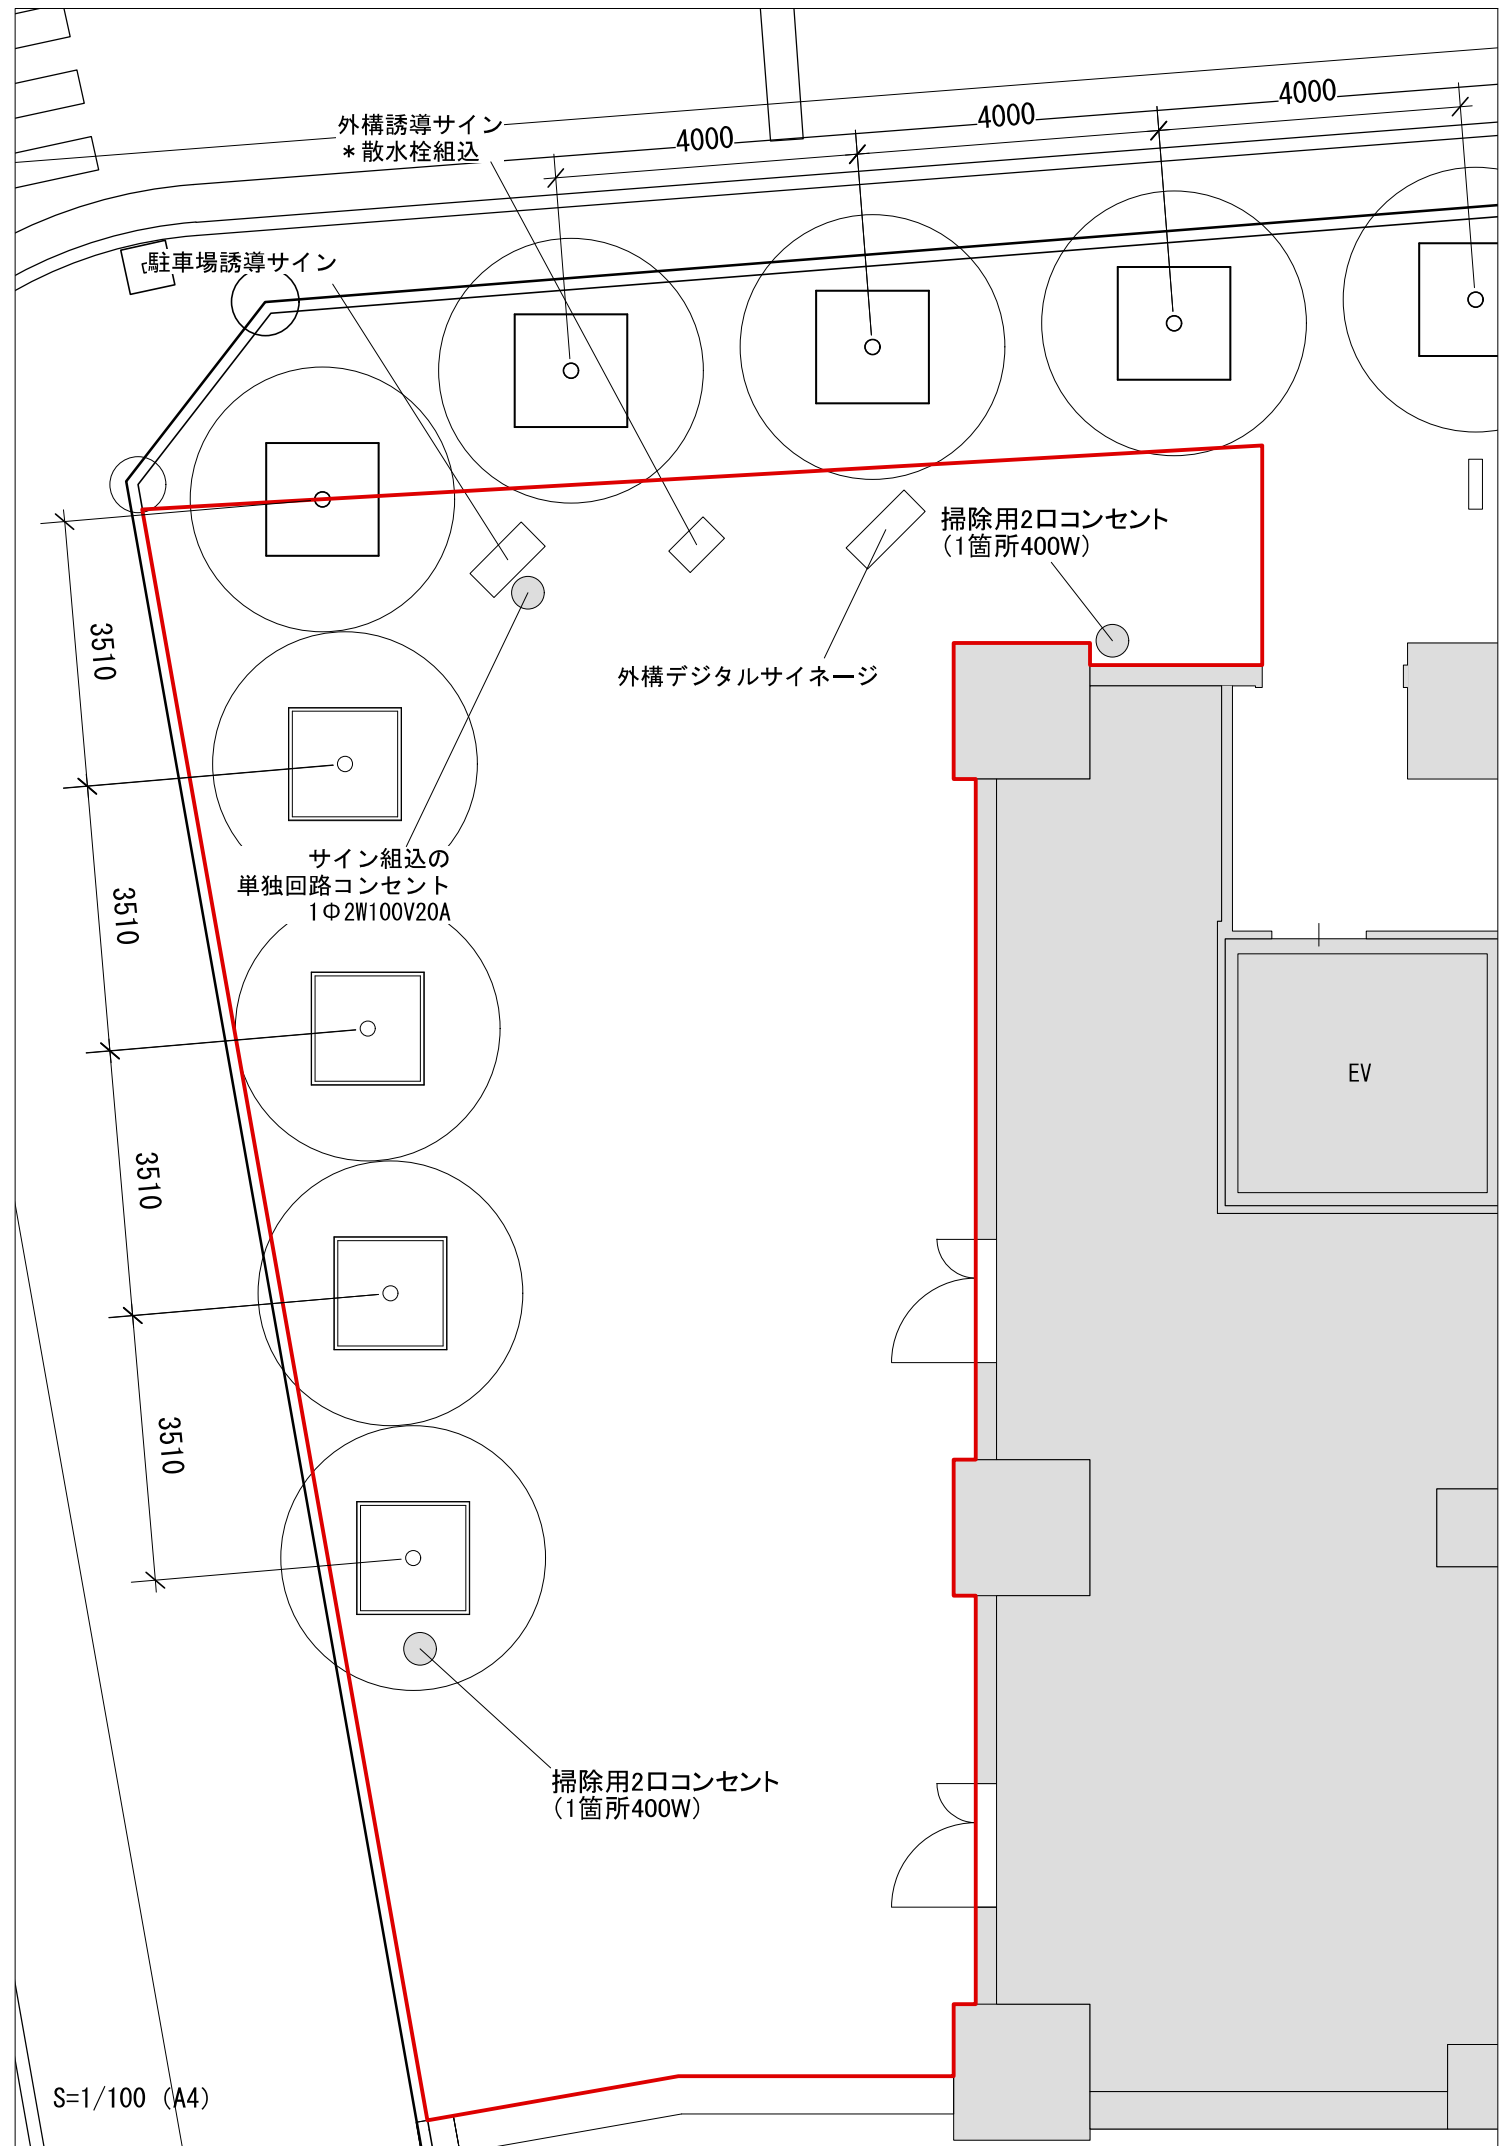 4000
4000
4000
外構誘導サイン
＊散水栓組込
駐車場誘導サイン
掃除用2口コンセント
(1箇所400W)
3510
外構デジタルサイネージ
サイン組込の
単独回路コンセント
1Φ2W100V20A
3510
EV
3510
3510
掃除用2口コンセント
(1箇所400W)
S=1/100 (A4)